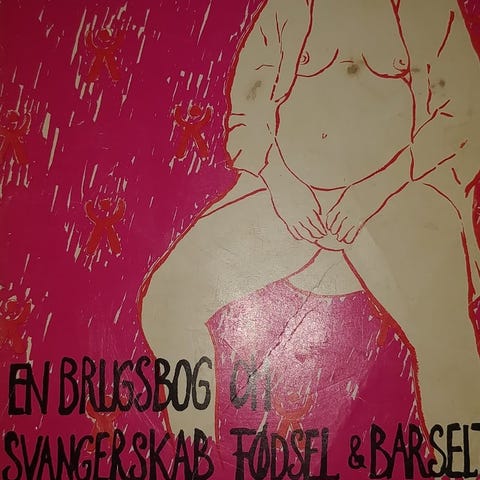 EN BRUGSBOG OM
SVANGERSKAB FØDSEL & BARSEL